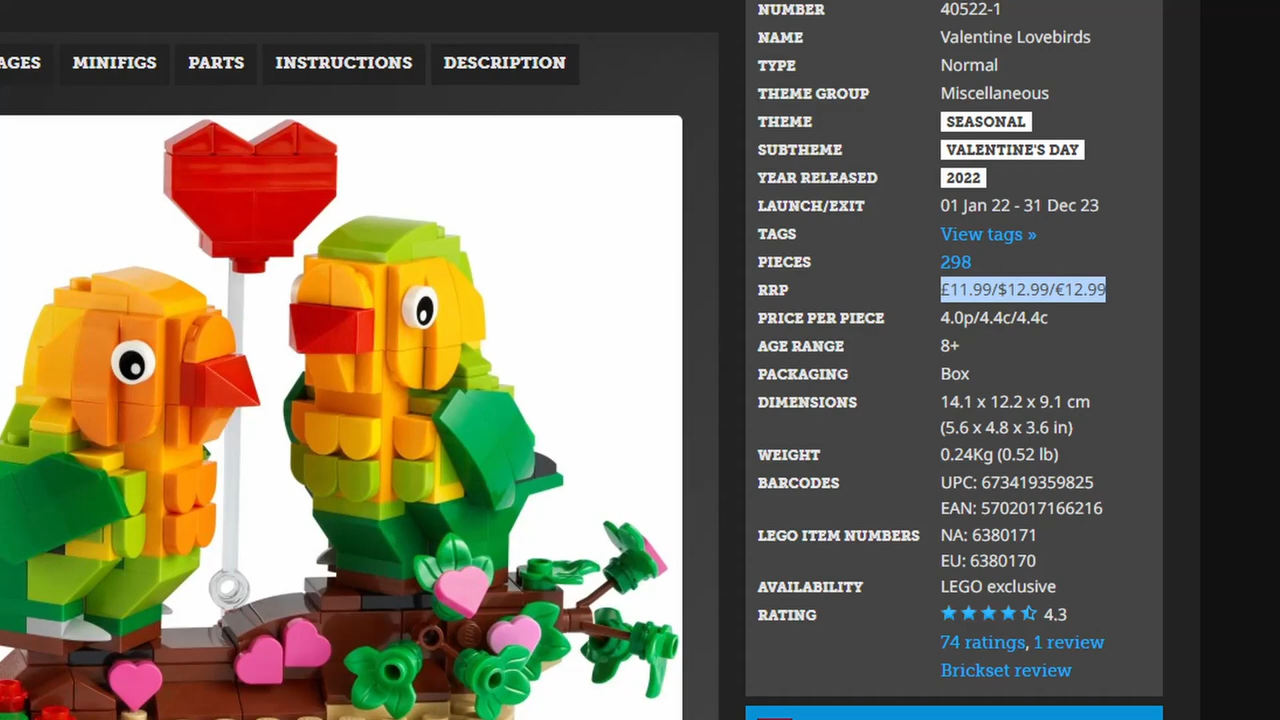 AGES MINIFIGS PARTS INSTRUCTIONS DESCRIPTION
NUMBER 40522-1
NAME Valentine Lovebirds
TYPE Normal
THEME GROUP Miscellaneous
THEME SEASONAL
SUBTHEME VALENTINE'S DAY
YEAR RELEASED 2022
LAUNCH/EXIT 01 Jan 22 - 31 Dec 23
TAGS View tags »
PIECES 298
RRP £11.99/$12.99/€12.99
PRICE PER PIECE 4.0p/4.4c/4.4c
AGE RANGE 8+
PACKAGING Box
DIMENSIONS 14.1 x 12.2 x 9.1 cm
(5.6 x 4.8 x 3.6 in)
WEIGHT 0.24Kg (0.52 lb)
BARCODES UPC: 673419359825
EAN: 5702017166216
LEGO ITEM NUMBERS NA: 6380171
EU: 6380170
AVAILABILITY LEGO exclusive
RATING 4.3
74 ratings, 1 review
Brickset review